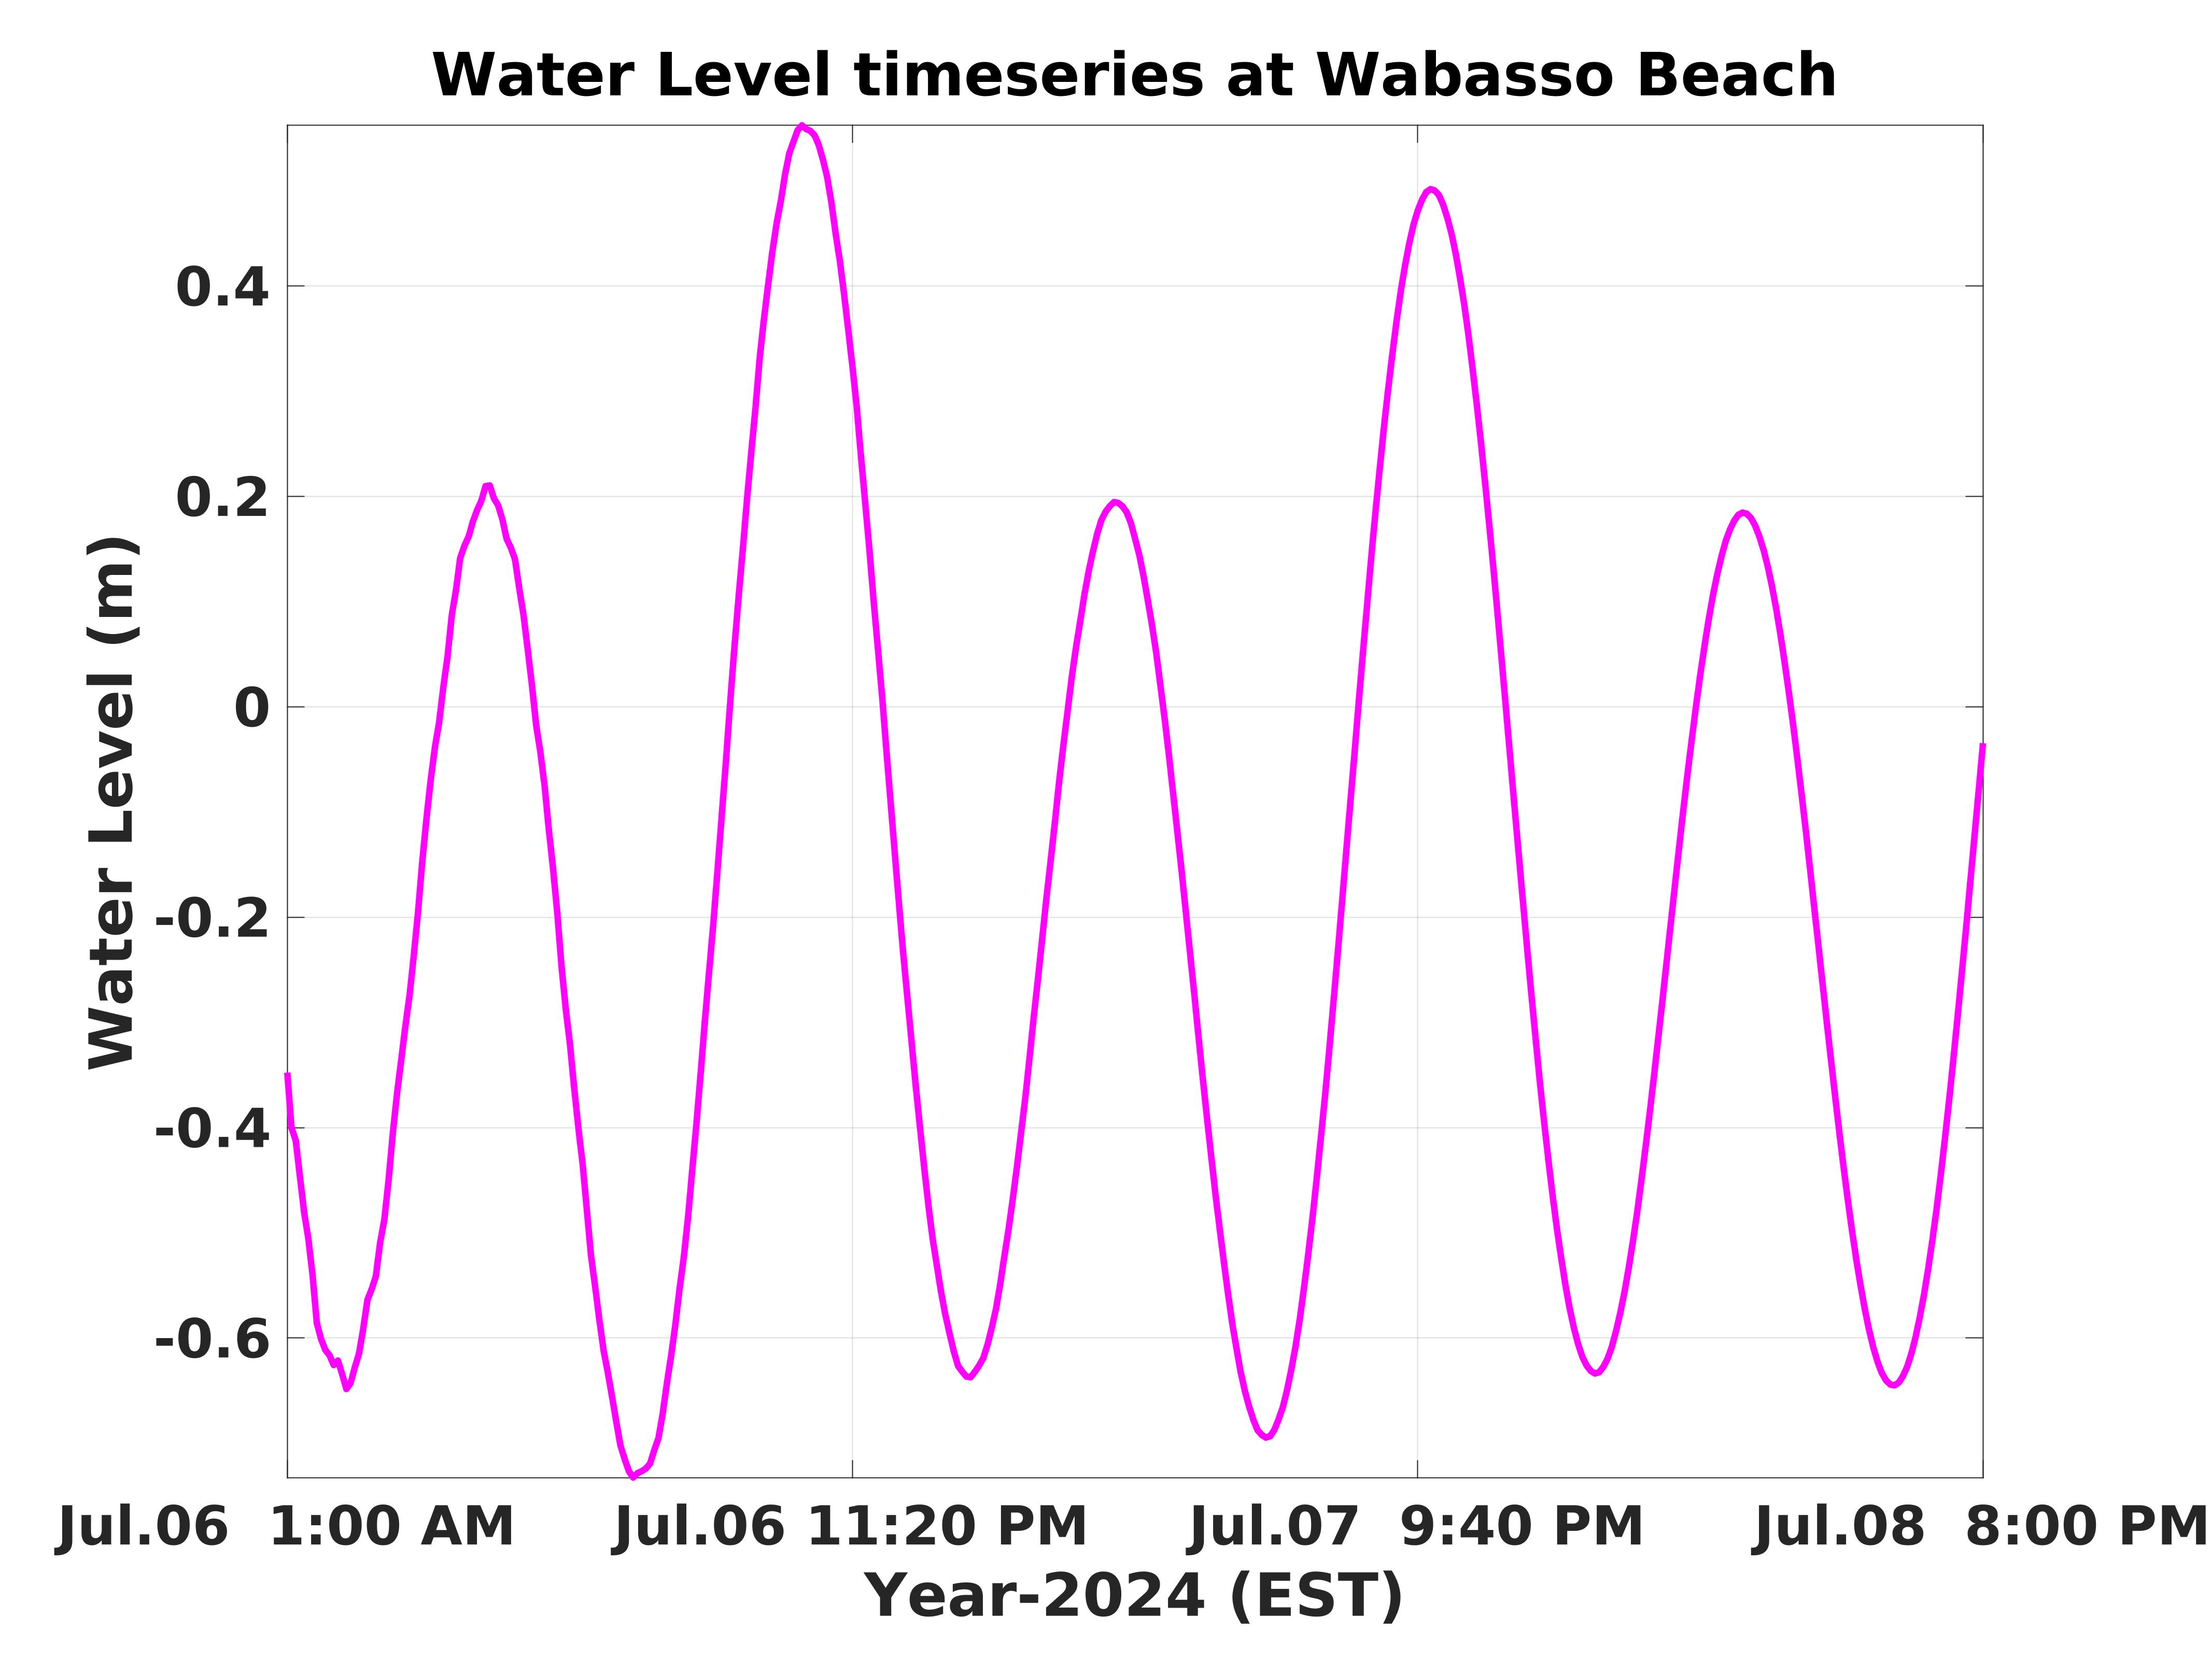 Water Level timeseries at Wabasso Beach
Water Level (m)
0.4
0.2
0
-0.2
-0.4
-0.6
Jul.06  1:00 AM
Jul.06 11:20 PM
Jul.07  9:40 PM
Jul.08  8:00 PM
Year-2024 (EST)